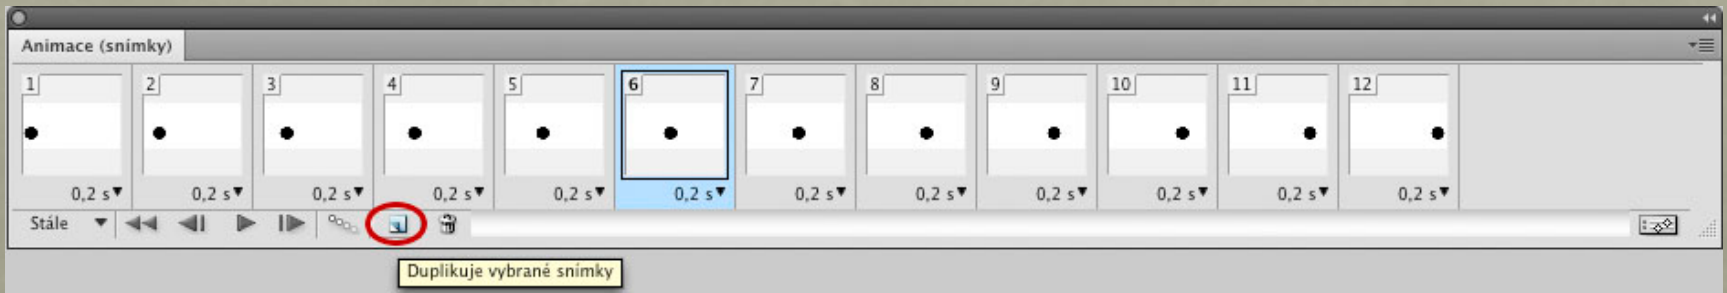 Animace (snímky)
1 2 3 4 5 6 7 8 9 10 11 12
0,2 s 0,2 s 0,2 s 0,2 s 0,2 s 0,2 s 0,2 s 0,2 s 0,2 s 0,2 s 0,2 s 0,2 s
Stále
Duplikuje vybrané snímky